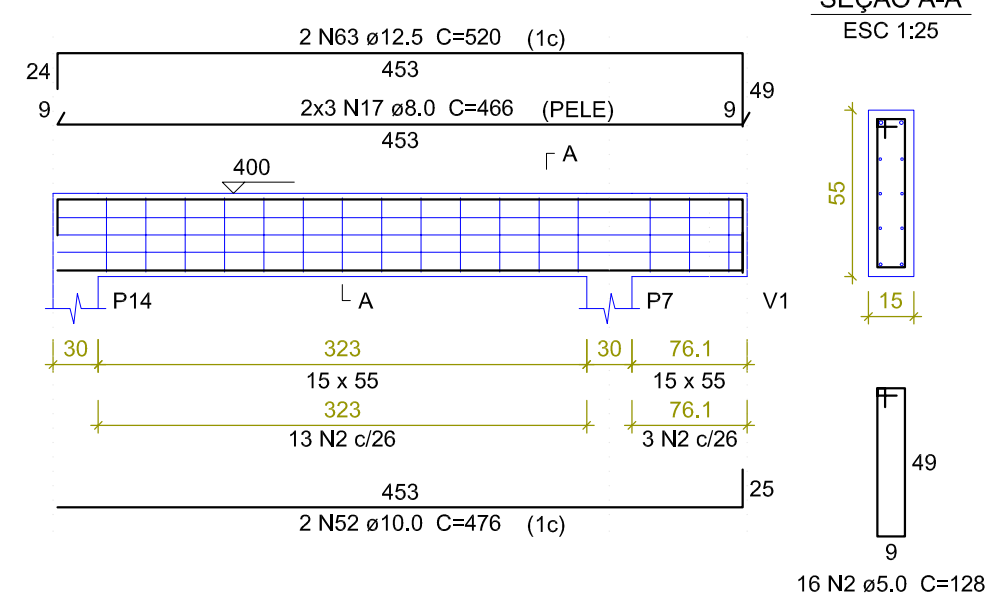 SEÇÃO A-A
ESC 1:25
2 N63 ø12.5 C=520 (1c)
24
453
49
9
2x3 N17 ø8.0 C=466 (PELE)
9
453
A
400
55
P14
A
P7
V1
15
30
323
30
76.1
15 x 55
15 x 55
323
76.1
13 N2 c/26
3 N2 c/26
49
453
25
2 N52 ø10.0 C=476 (1c)
9
16 N2 ø5.0 C=128